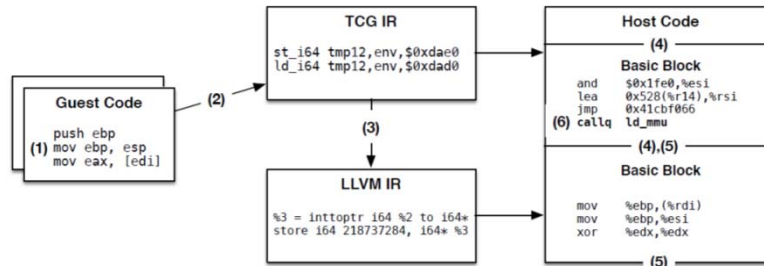 Guest Code
push ebp
(1) mov ebp, esp
mov eax, [edi]
(2)
TCG IR
st_i64 tmp12,env,$0xdae0
ld_i64 tmp12,env,$0xdad0
(3)
LLVM IR
%3 = inttoptr i64 %2 to i64*
store i64 218737284, i64* %3
Host Code
(4)
Basic Block
and $0x1fe0,%esi
lea 0x528(%r14),%rsi
jmp 0x41cbf066
(6) callq ld_mmu
(4),(5)
Basic Block
mov %ebp,(%rdi)
mov %ebp,%esi
xor %edx,%edx
(5)